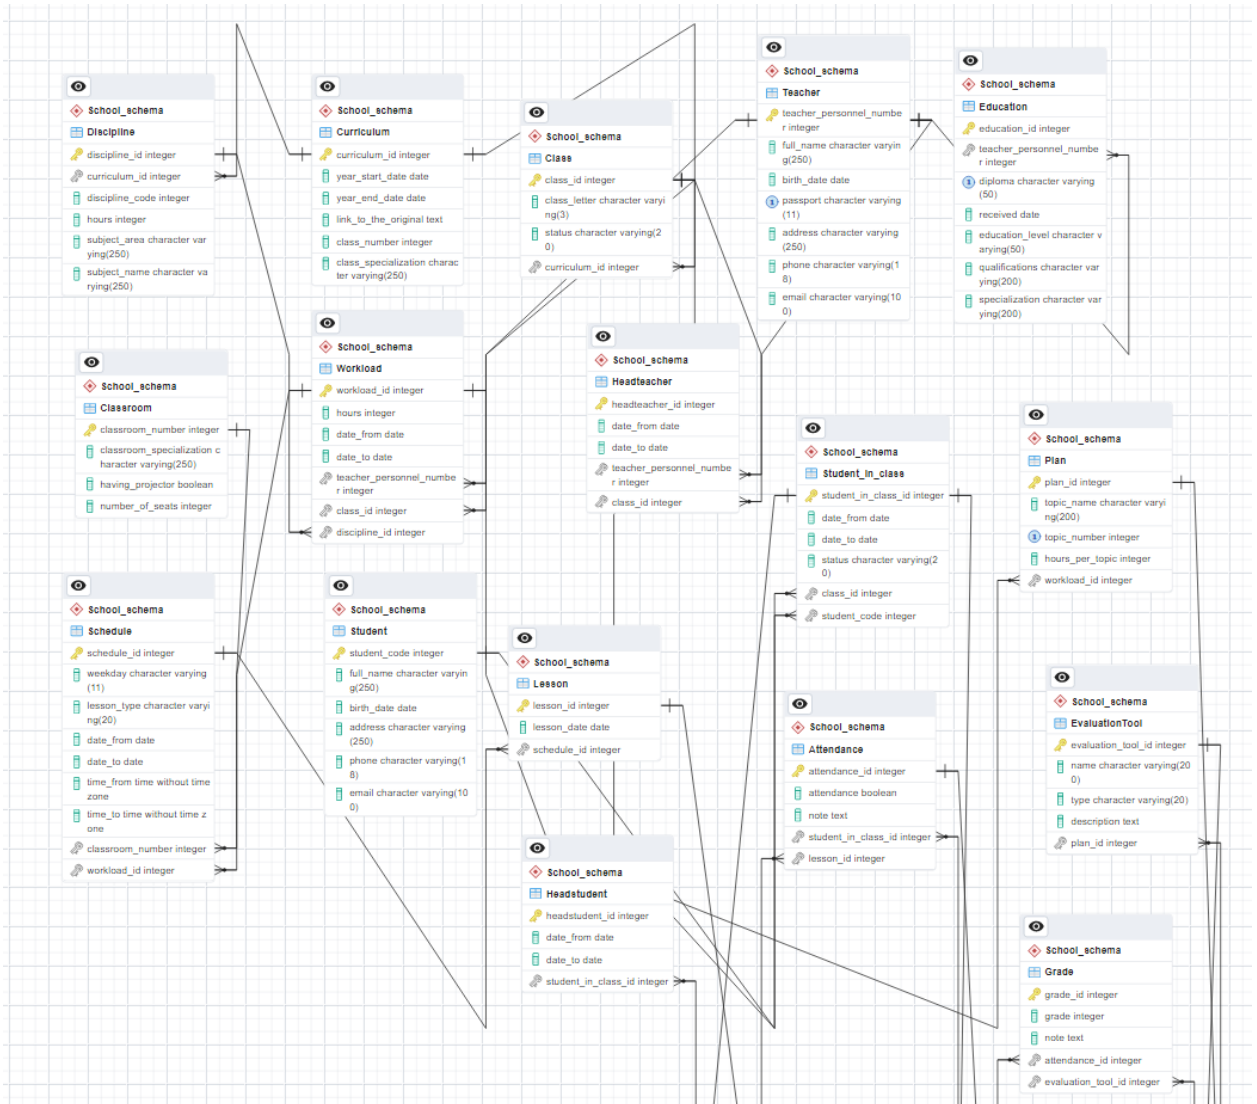 School_schema
Discipline
discipline_id integer
curriculum_id integer
discipline_code integer
hours integer
subject_area character var
ying(250)
subject_name character va
rying(250)
School_schema
Curriculum
curriculum_id integer
year_start_date date
year_end_date date
link_to_the_original text
class_number integer
class_specialization charac
ter varying(250)
School_schema
Class
class_id integer
class_letter character varyi
ng(3)
status character varying(2
0)
curriculum_id integer
School_schema
Teacher
teacher_personnel_numbe
r integer
full_name character varyin
g(250)
birth_date date
passport character varying
(11)
address character varying
(250)
phone character varying(1
8)
email character varying(10
0)
School_schema
Education
education_id integer
teacher_personnel_numbe
r integer
diploma character varying
(50)
received date
education_level character v
arying(50)
qualifications character var
ying(200)
specialization character var
ying(200)
School_schema
Classroom
classroom_number integer
classroom_specialization c
haracter varying(250)
having_projector boolean
number_of_seats integer
School_schema
Workload
workload_id integer
hours integer
date_from date
date_to date
teacher_personnel_numbe
r integer
class_id integer
discipline_id integer
School_schema
Headteacher
headteacher_id integer
date_from date
date_to date
teacher_personnel_numbe
r integer
class_id integer
School_schema
Student_in_class
student_in_class_id integer
date_from date
date_to date
status character varying(2
0)
class_id integer
student_code integer
School_schema
Plan
plan_id integer
topic_name character varyi
ng(200)
topic_number integer
hours_per_topic integer
workload_id integer
School_schema
Schedule
schedule_id integer
weekday character varying
(11)
lesson_type character varyi
ng(20)
date_from date
date_to date
time_from time without time
zone
time_to time without time z
one
classroom_number integer
workload_id integer
School_schema
Student
student_code integer
full_name character varyin
g(250)
birth_date date
address character varying
(250)
phone character varying(1
8)
email character varying(10
0)
School_schema
Lesson
lesson_id integer
lesson_date date
schedule_id integer
School_schema
Attendance
attendance_id integer
attendance boolean
note text
student_in_class_id integer
lesson_id integer
School_schema
EvaluationTool
evaluation_tool_id integer
name character varying(20
0)
type character varying(20)
description text
plan_id integer
School_schema
Headstudent
headstudent_id integer
date_from date
date_to date
student_in_class_id integer
School_schema
Grade
grade_id integer
grade integer
note text
attendance_id integer
evaluation_tool_id integer